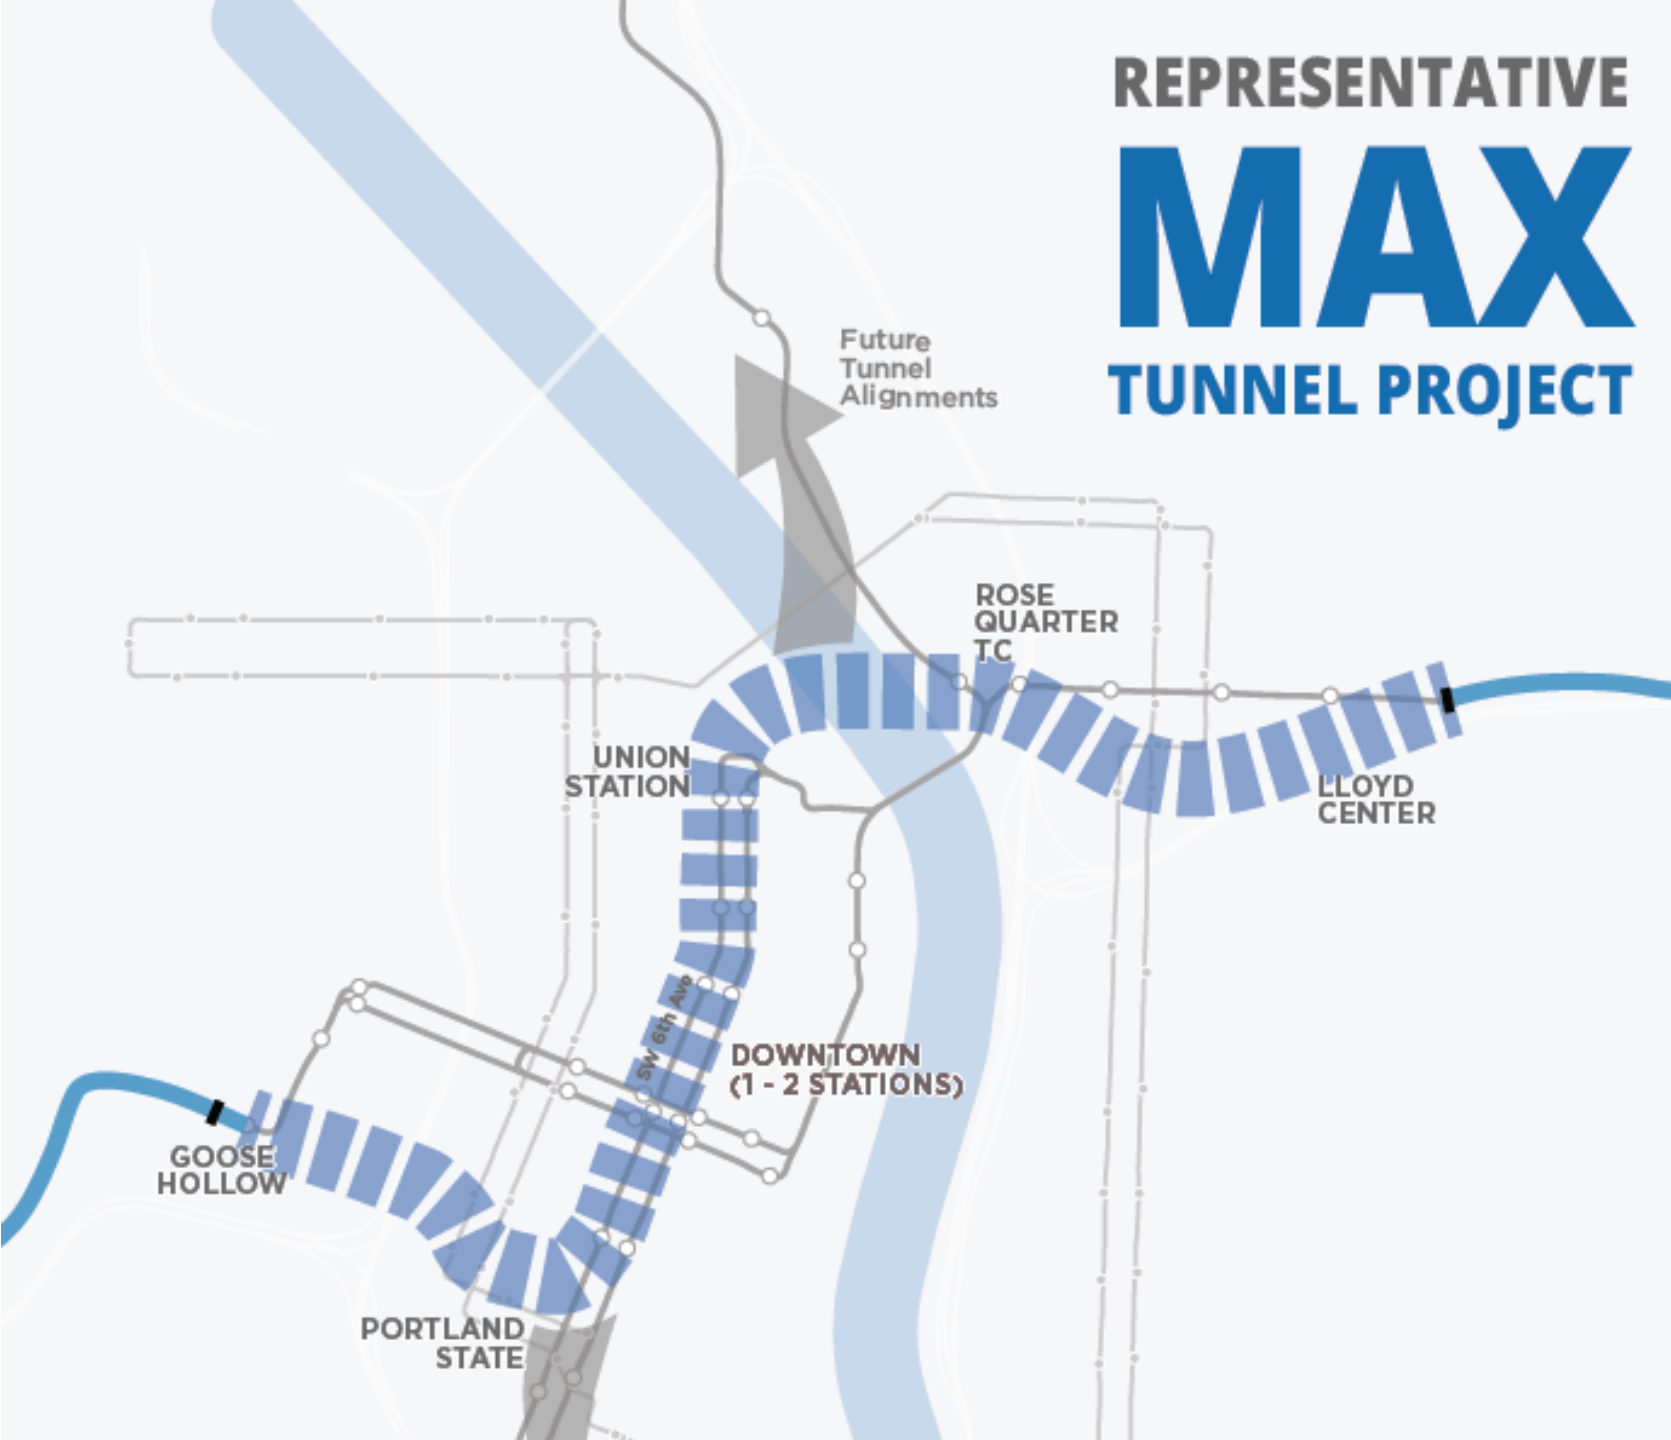 REPRESENTATIVE
MAX
TUNNEL PROJECT
Future
Tunnel
Alignments
ROSE
QUARTER
TC
UNION
STATION
LLOYD
CENTER
SW 6th Ave
DOWNTOWN
(1 - 2 STATIONS)
GOOSE
HOLLOW
PORTLAND
STATE